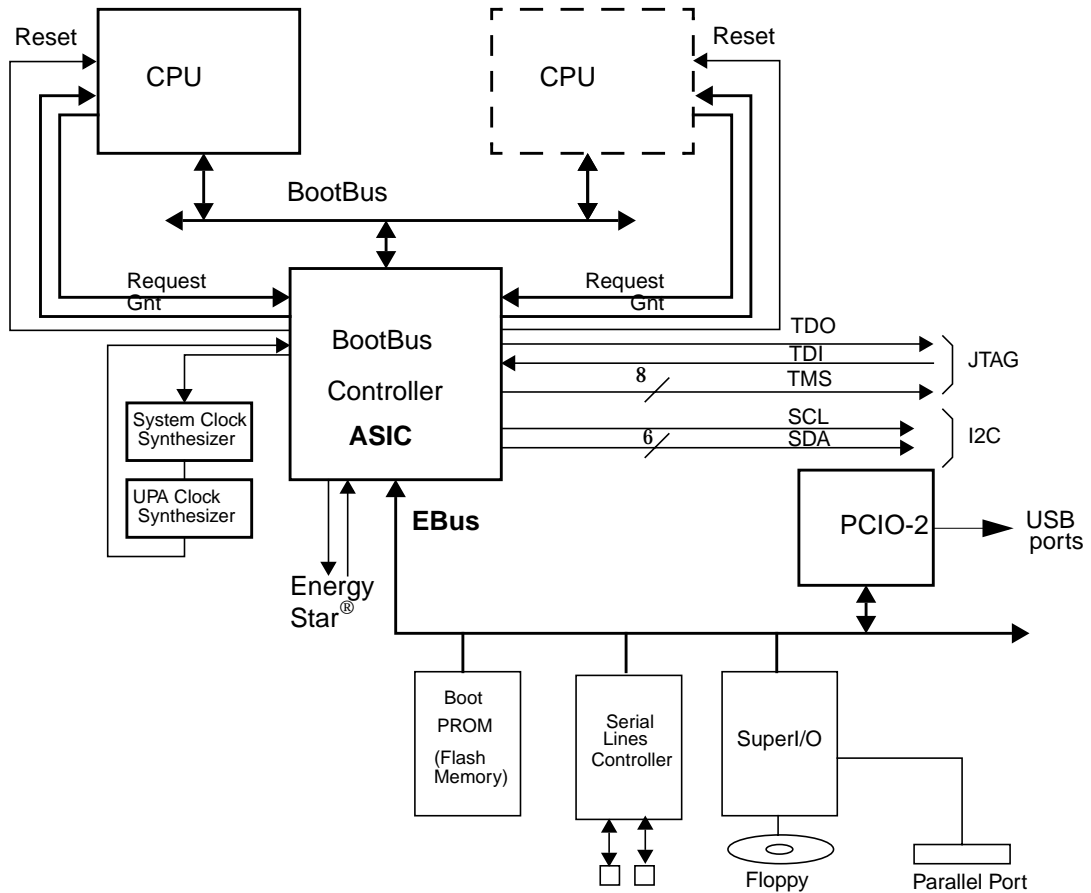 Reset
Reset
CPU
CPU
BootBus
Request
Gnt
Request
Gnt
BootBus
Controller
ASIC
TDO
TDI
8
TMS
JTAG
SCL
6
SDA
I2C
System Clock
Synthesizer
UPA Clock
Synthesizer
EBus
PCIO-2
USB
ports
Energy
Star®
Boot
PROM
(Flash
Memory)
Serial
Lines
Controller
SuperI/O
Floppy
Parallel Port